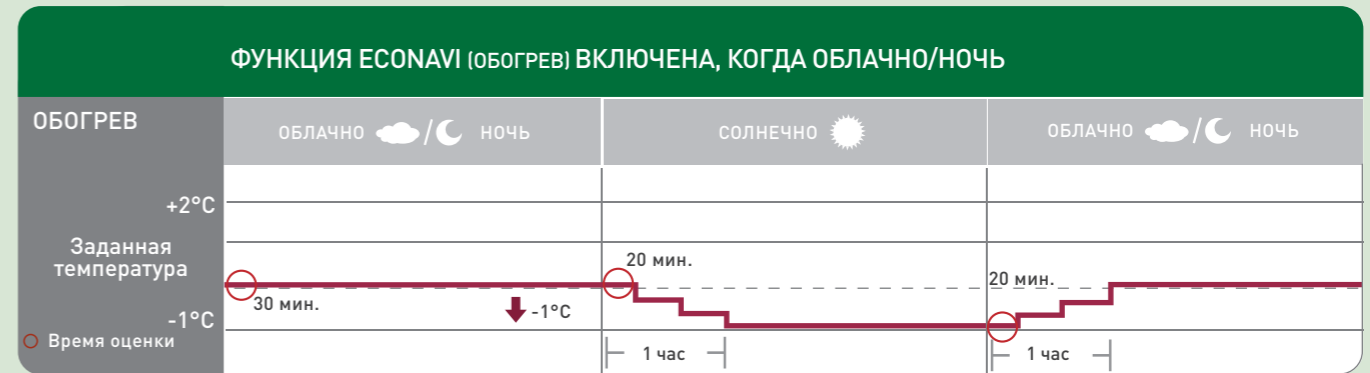 ФУНКЦИЯ ECONAVI (ОБОГРЕВ) ВКЛЮЧЕНА, КОГДА ОБЛАЧНО/НОЧЬ
ОБОГРЕВ
ОБЛАЧНО / НОЧЬ
СОЛНЕЧНО
ОБЛАЧНО / НОЧЬ
+2°C
Заданная
температура
-1°C
Время оценки
30 мин.
-1°C
20 мин.
1 час
20 мин.
1 час